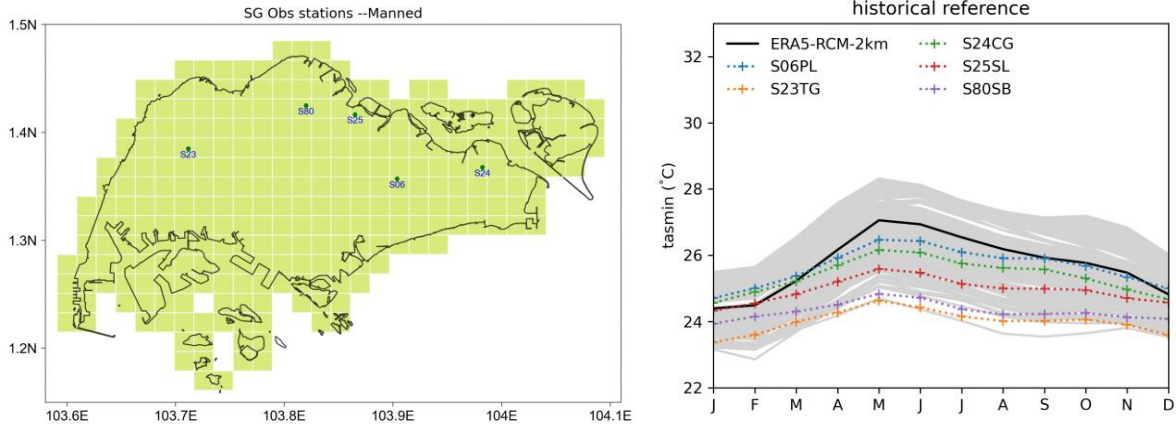 SG Obs stations --Manned
1.5N
1.4N
1.3N
1.2N
103.6E
103.7E
103.8E
103.9E
104E
104.1E
S80
S25
S23
S24
S06
historical reference
ERA5-RCM-2km
S06PL
S23TG
S24CG
S25SL
S80SB
tasmin (°C)
32
30
28
26
24
22
J F M A M J J A S O N D